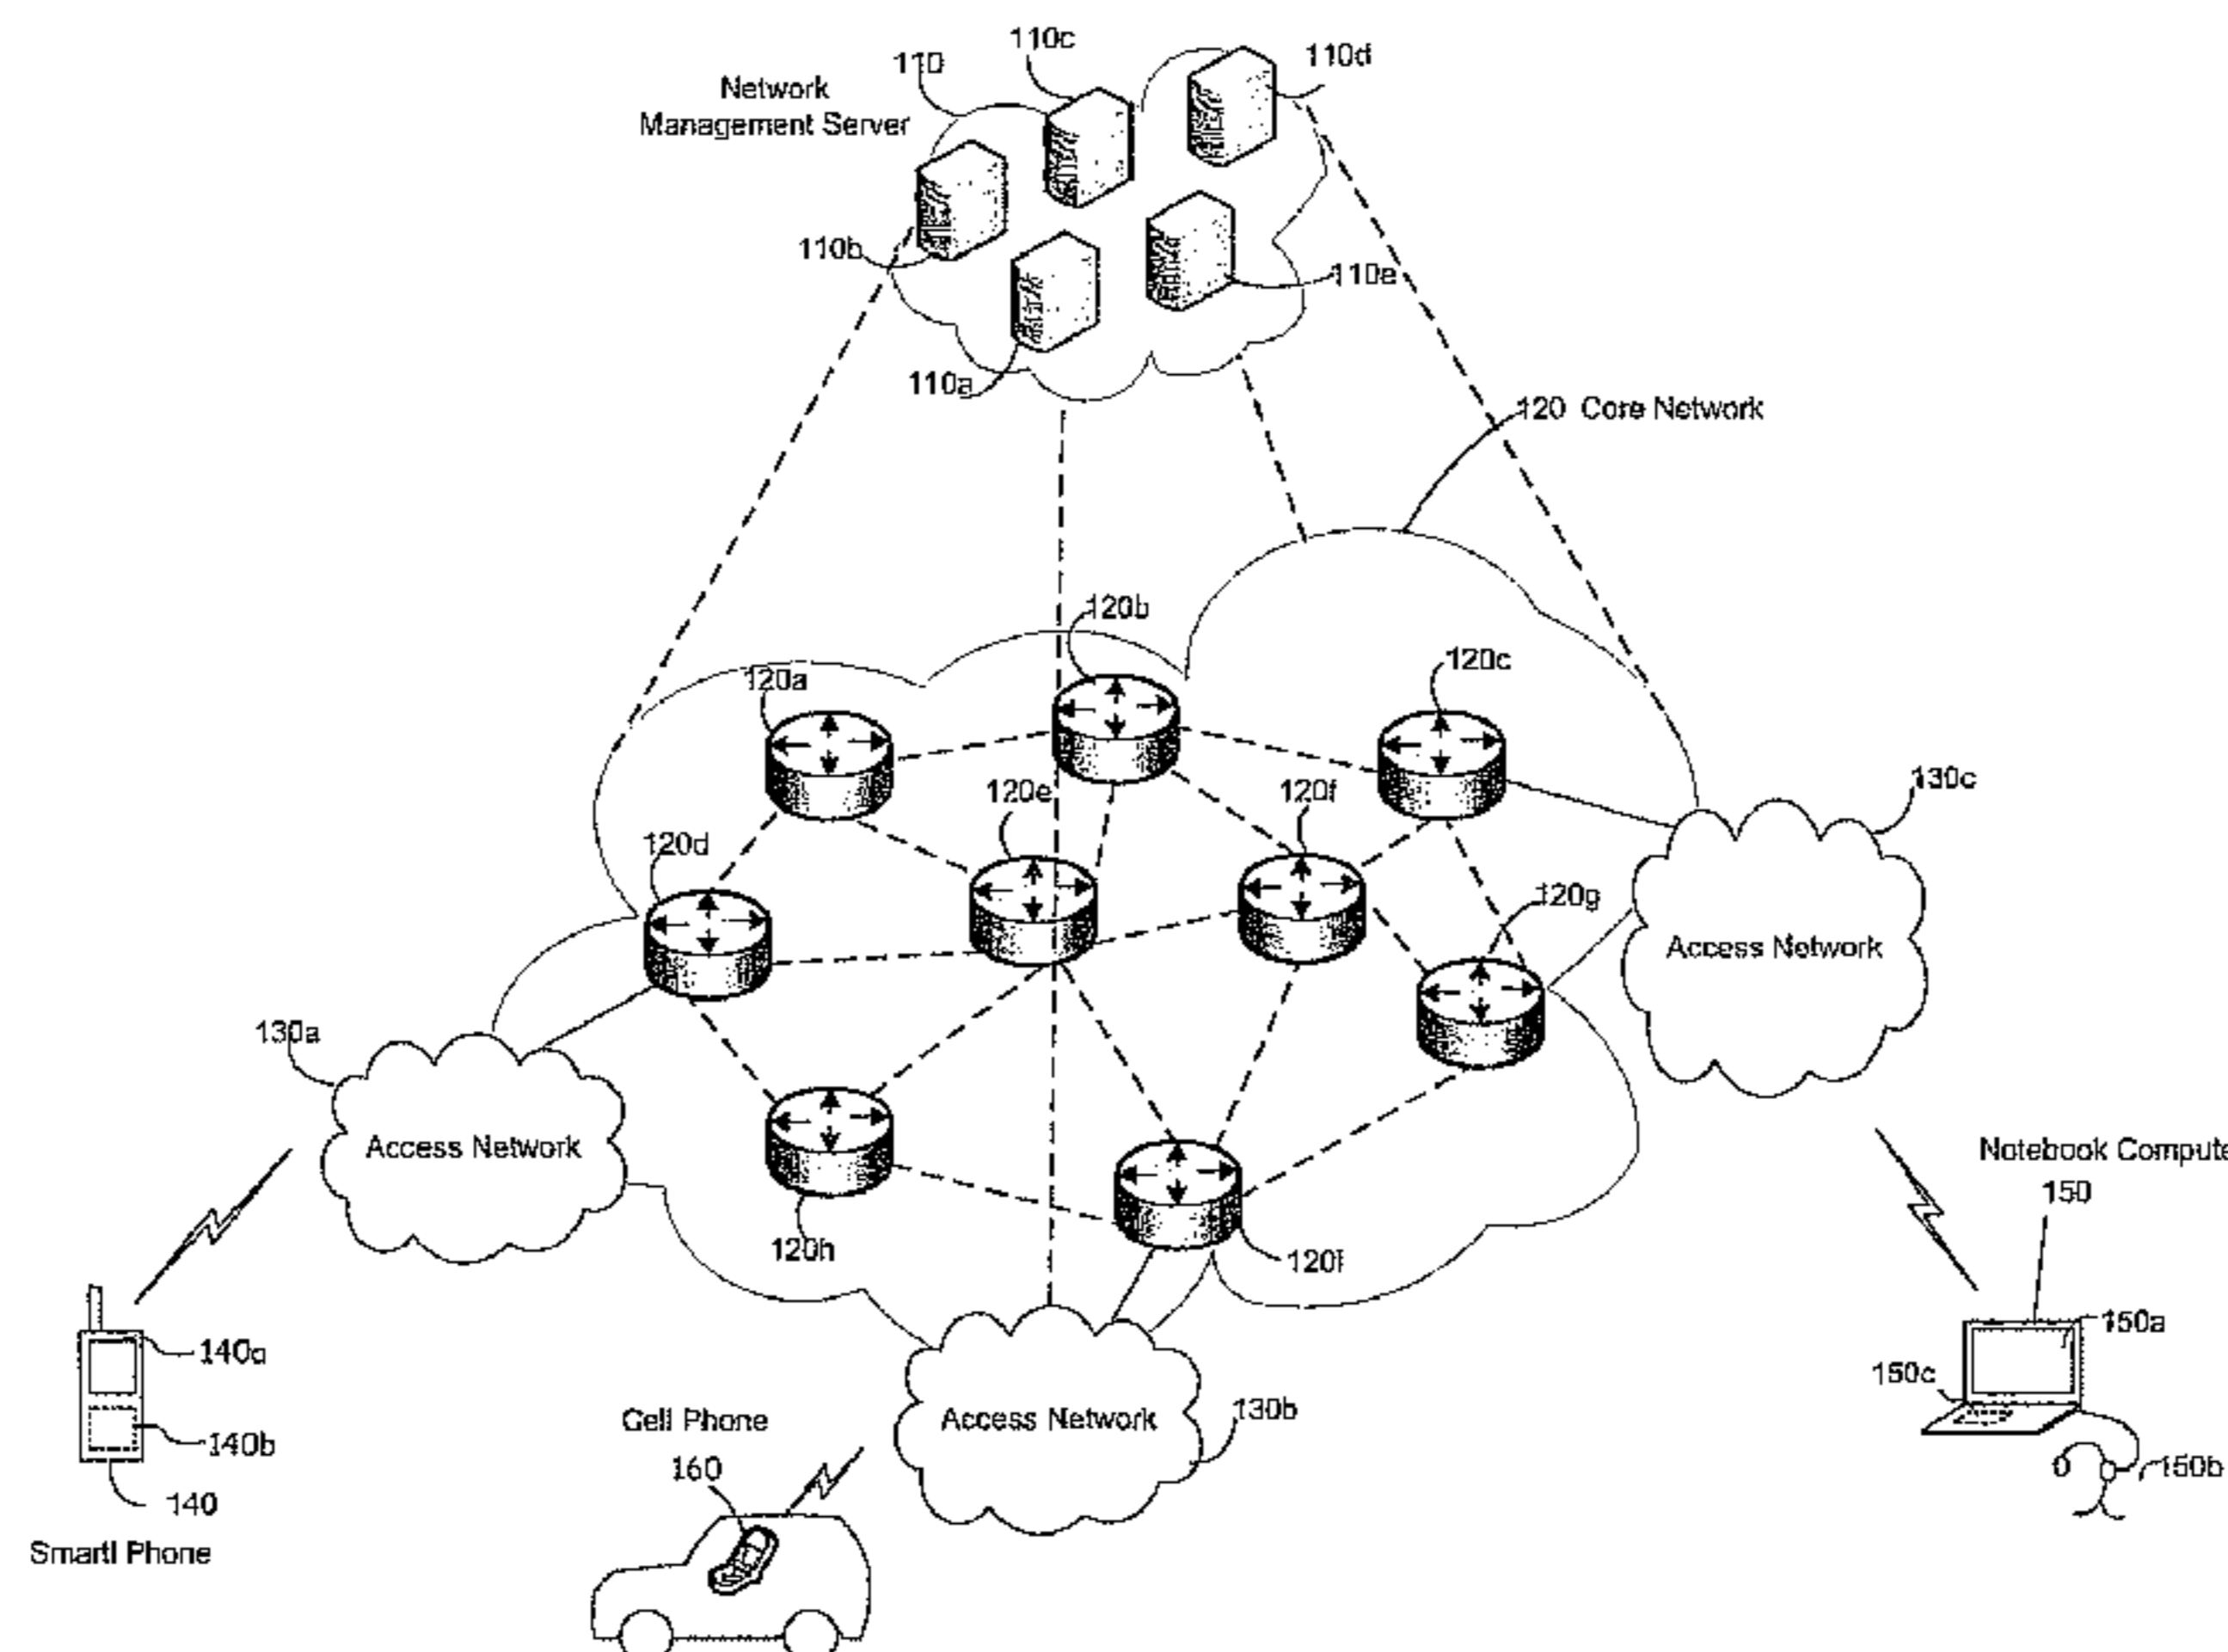 110c
110d
110
Network
Management Server
110b
110e
110a
120 Core Network
120b
120a
120c
120e
120f
130c
120d
120g
Access Network
130a
Access Network
Notebook Compute
150
120h
120i
150a
140a
150c
Cell Phone
Access Network
130b
140b
160
150b
140
Smartl Phone